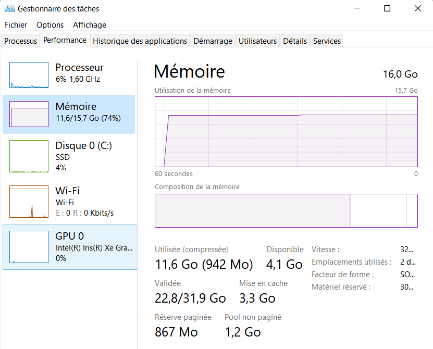 Gestionnaire des tâches
Fichier Options Affichage
Processus Performance Historique des applications Démarrage Utilisateurs Détails Services
Processeur
6% 1,60 GHz
Mémoire
11,6/15,7 Go (74%)
Disque 0 (C:)
SSD
4%
Wi-Fi
Wi-Fi
E : 0 R : 0 Kbits/s
GPU 0
Intel(R) Iris(R) Xe Gra...
0%
Mémoire 16,0 Go
Utilisation de la mémoire 15,7 Go
60 secondes 0
Composition de la mémoire
Utilisée (compressée) Disponible
11,6 Go (942 Mo) 4,1 Go
Validée Mise en cache
22,8/31,9 Go 3,3 Go
Réserve paginée Pool non paginé
867 Mo 1,2 Go
Vitesse : 32...
Emplacements utilisés : 2 d...
Facteur de forme : SO...
Matériel réservé : 30...